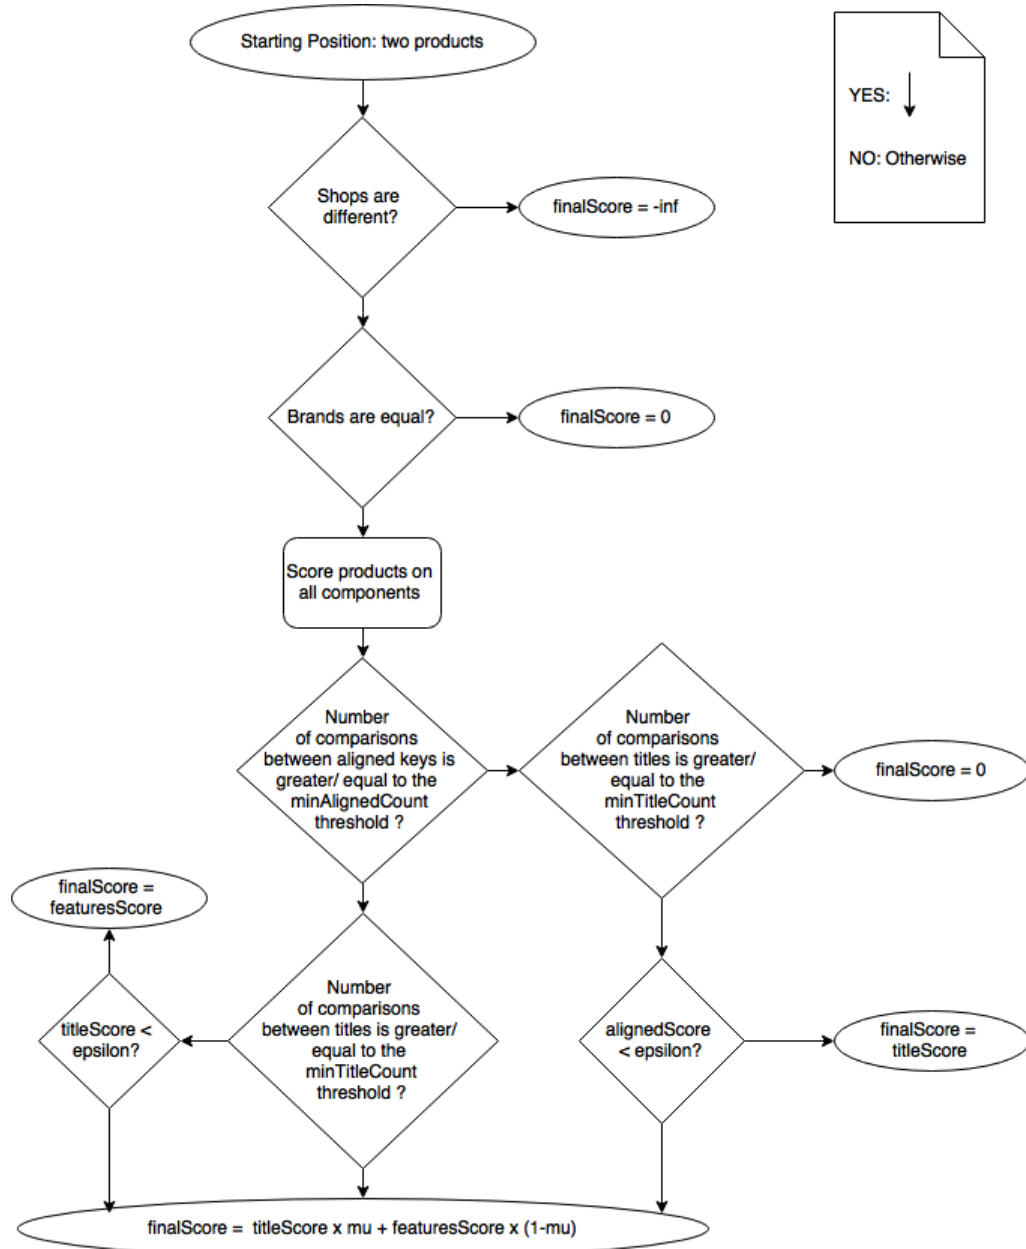 Starting Position: two products
YES:
NO: Otherwise
Shops are
different?
finalScore = -inf
Brands are equal?
finalScore = 0
Score products on
all components
Number
of comparisons
between aligned keys is
greater/ equal to the
minAlignedCount
threshold ?
Number
of comparisons
between titles is greater/
equal to the
minTitleCount
threshold ?
finalScore = 0
finalScore =
featuresScore
titleScore <
epsilon?
Number
of comparisons
between titles is greater/
equal to the
minTitleCount
threshold ?
alignedScore
< epsilon?
finalScore =
titleScore
finalScore = titleScore x mu + featuresScore x (1-mu)